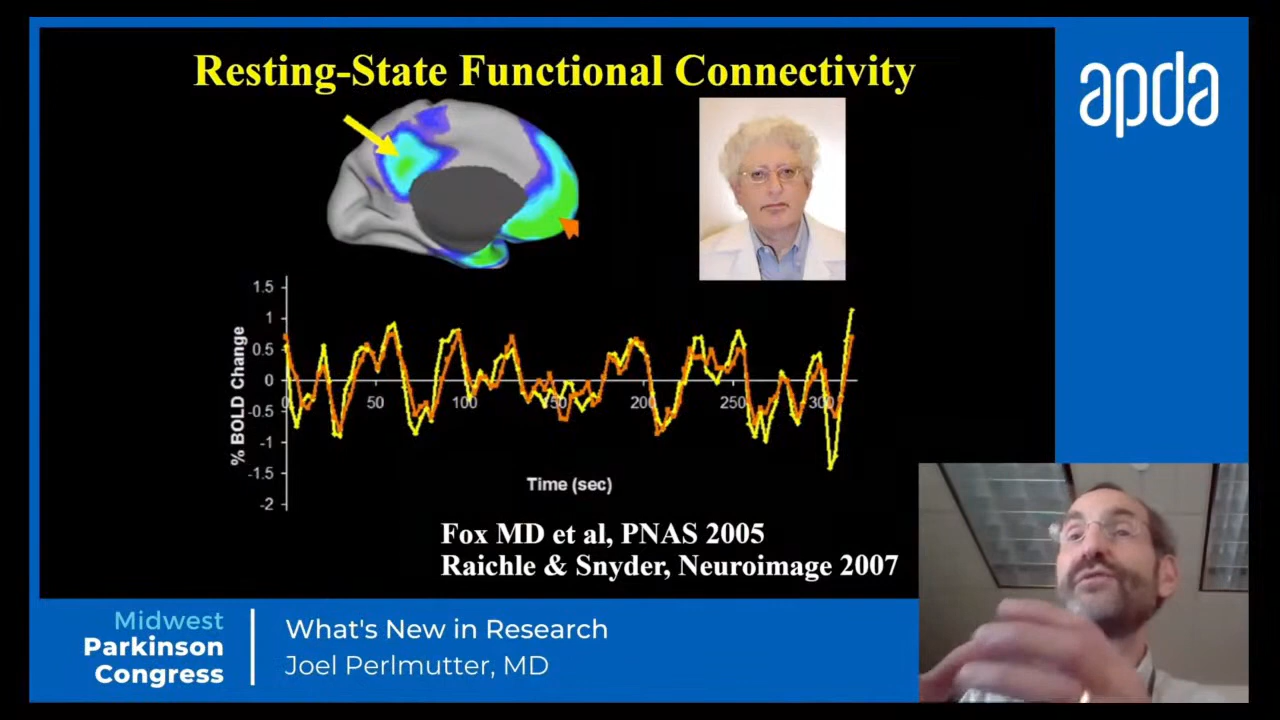 Resting-State Functional Connectivity
apda
1.5
1
0.5
0
-0.5
-1
-1.5
-2
% BOLD Change
0
50
100
150
200
250
300
Time (sec)
Fox MD et al, PNAS 2005
Raichle & Snyder, Neuroimage 2007
Midwest
Parkinson
Congress
What's New in Research
Joel Perlmutter, MD